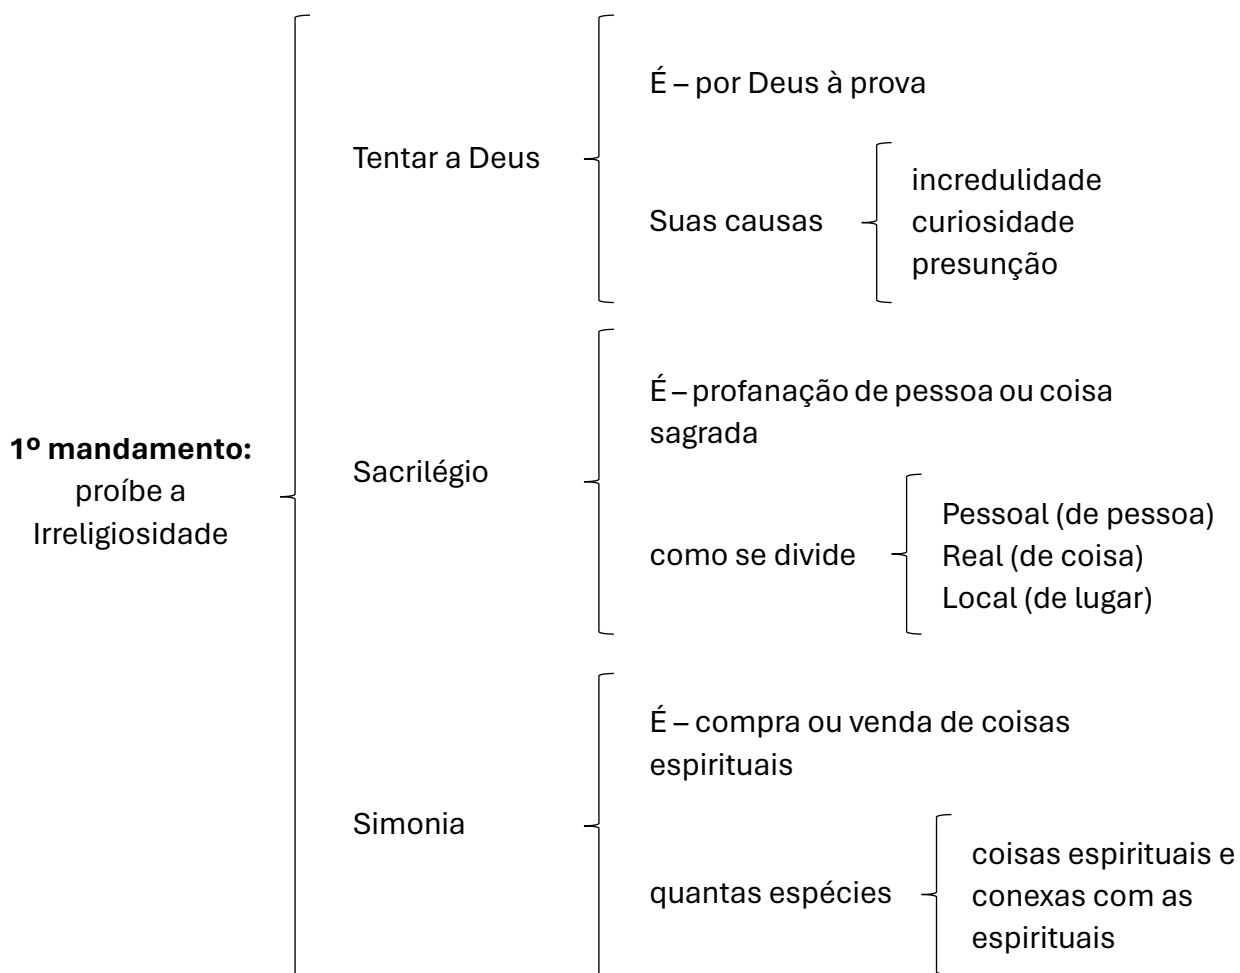 1º mandamento:
proíbe a
Irreligiosidade
Tentar a Deus
É – por Deus à prova
Suas causas
incredulidade
curiosidade
presunção
Sacrilégio
É – profanação de pessoa ou coisa
sagrada
como se divide
Pessoal (de pessoa)
Real (de coisa)
Local (de lugar)
Simonia
É – compra ou venda de coisas
espirituais
quantas espécies
coisas espirituais e
conexas com as
espirituais